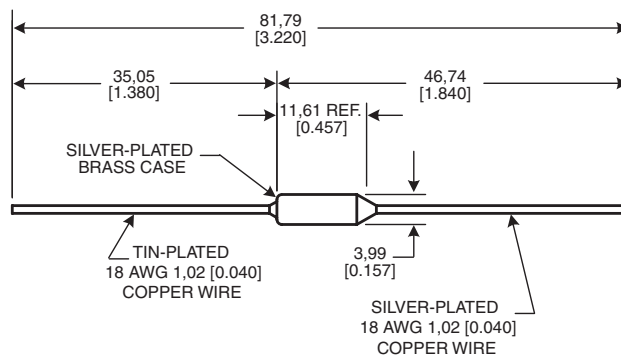 81,79
[3.220]
35,05
[1.380]
46,74
[1.840]
11,61 REF.
[0.457]
SILVER-PLATED
BRASS CASE
TIN-PLATED
18 AWG 1,02 [0.040]
COPPER WIRE
3,99
[0.157]
SILVER-PLATED
18 AWG 1,02 [0.040]
COPPER WIRE